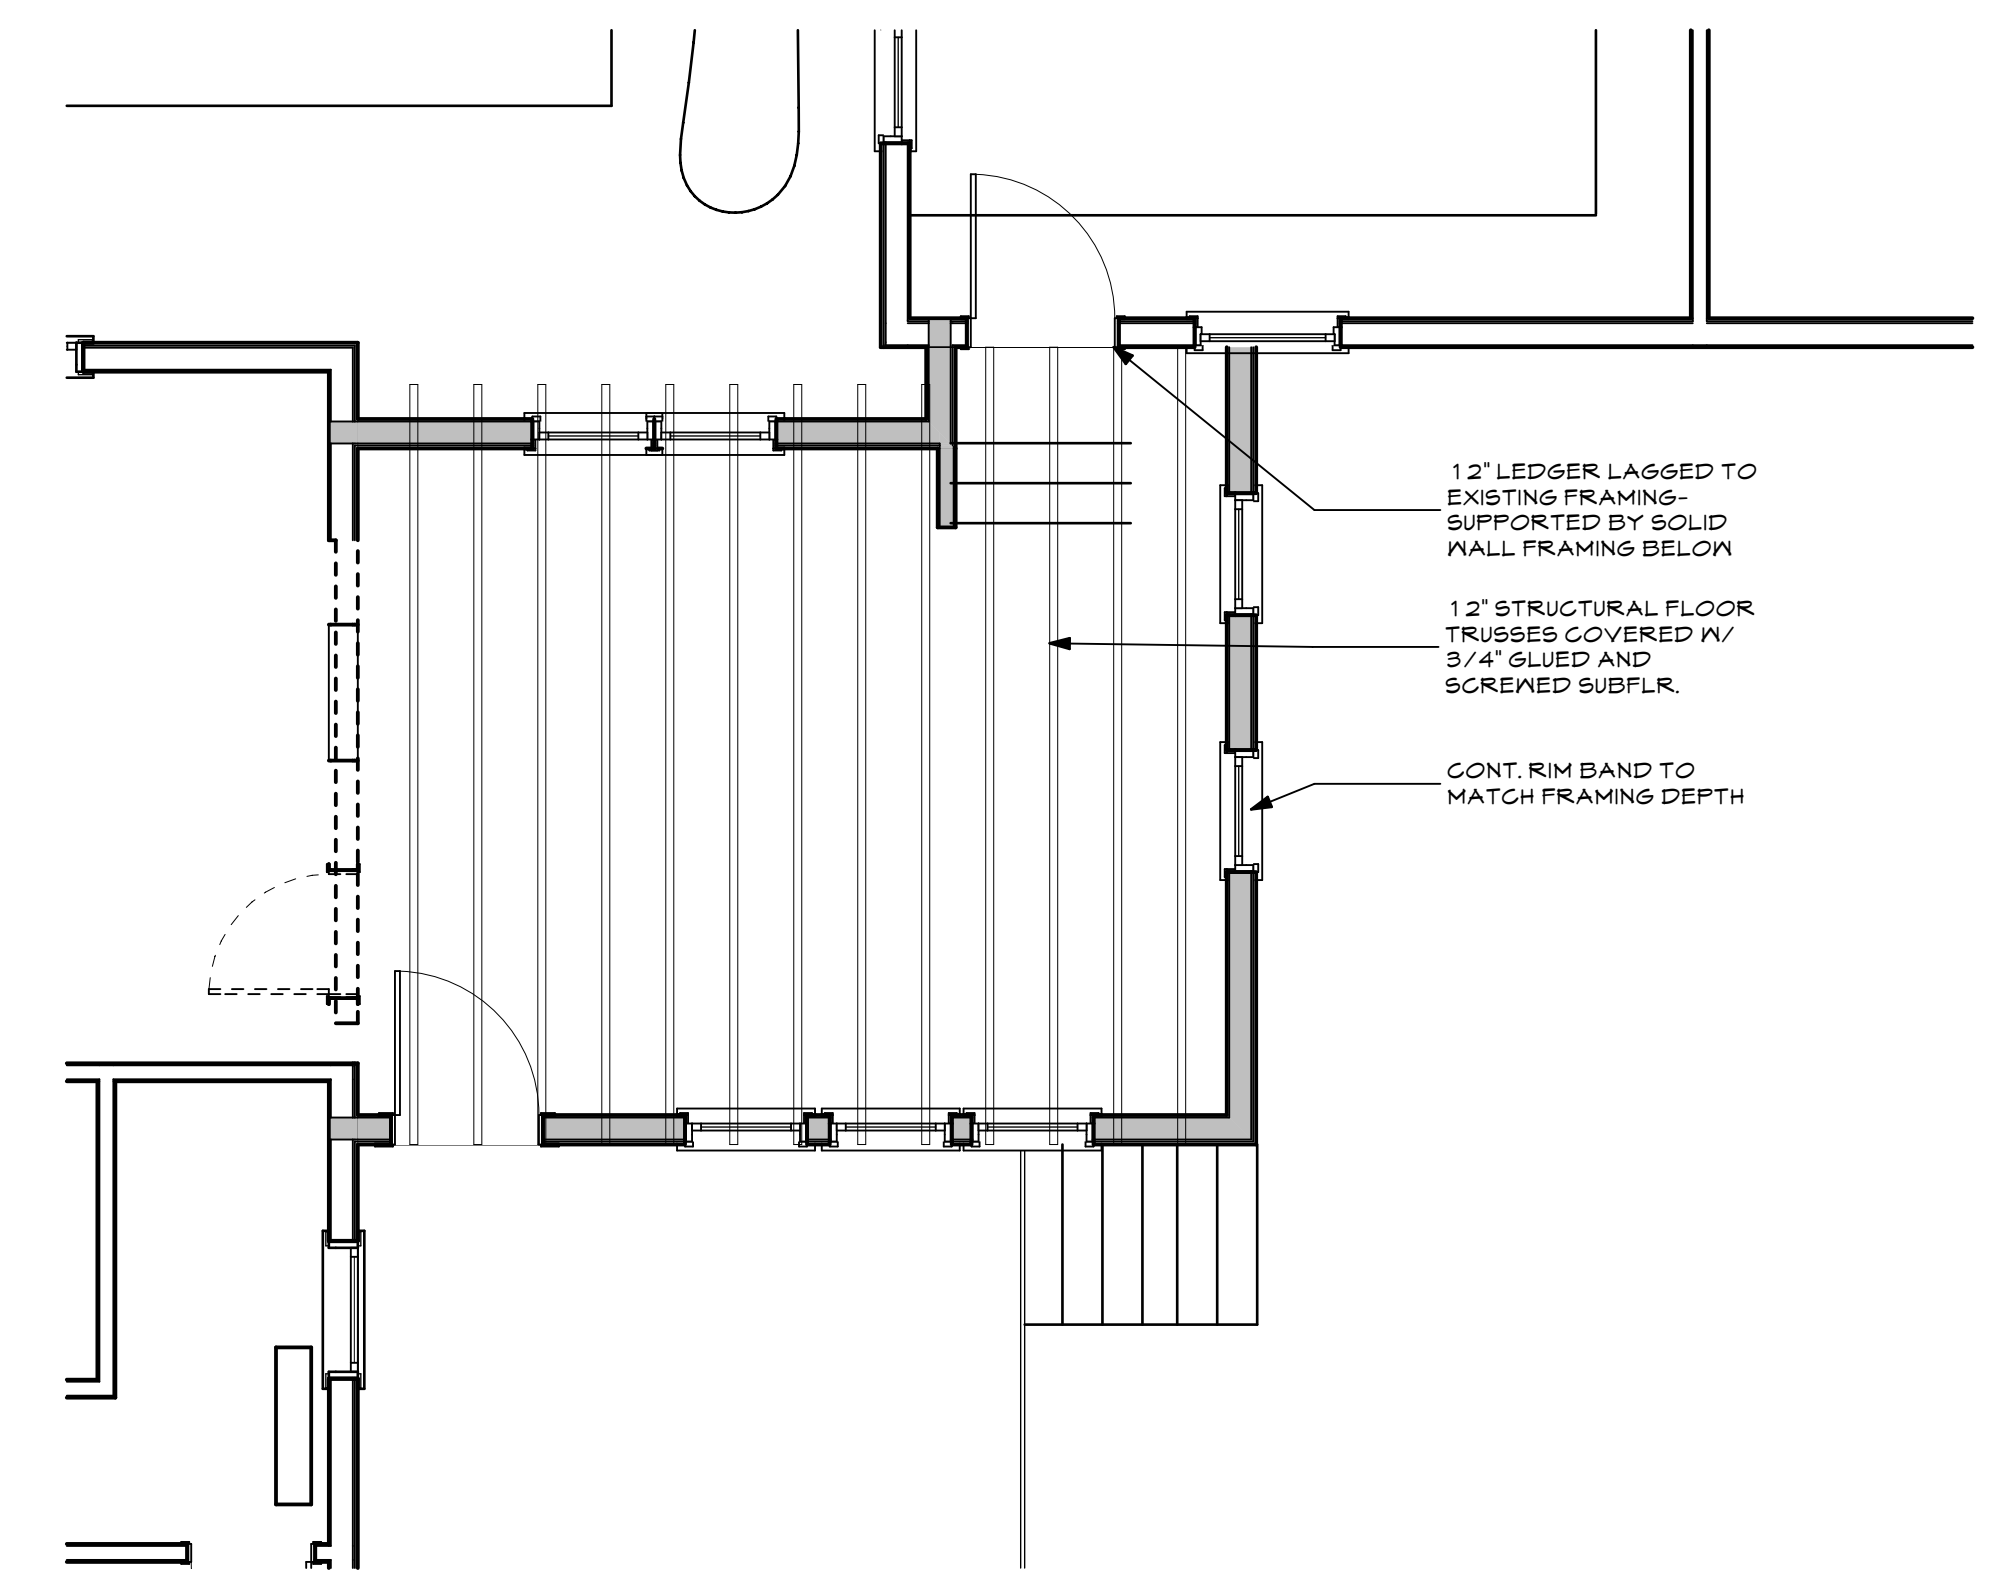 12" LEDGER LAGGED TO
EXISTING FRAMING-
SUPPORTED BY SOLID
WALL FRAMING BELOW
12" STRUCTURAL FLOOR
TRUSSES COVERED W/
3/4" GLUED AND
SCREWED SUBFLR.
CONT. RIM BAND TO
MATCH FRAMING DEPTH